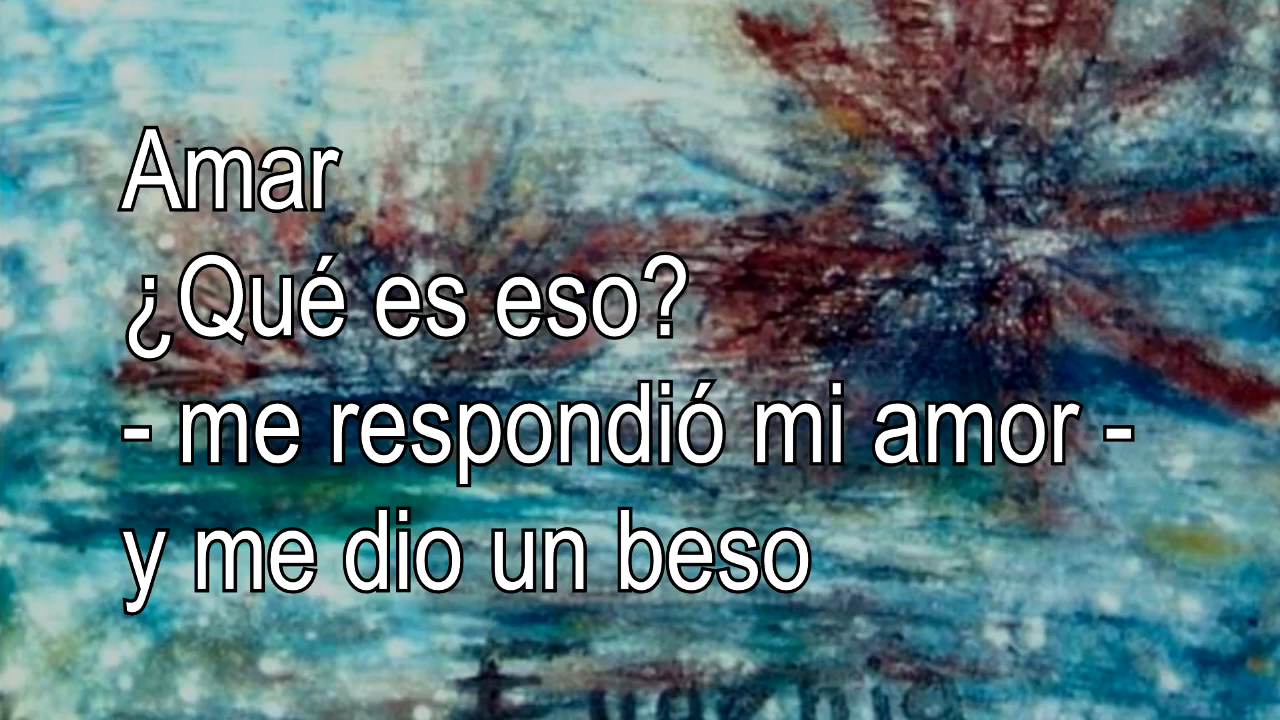 Amar
¿Qué es eso?
- me respondió mi amor -
y me dio un beso